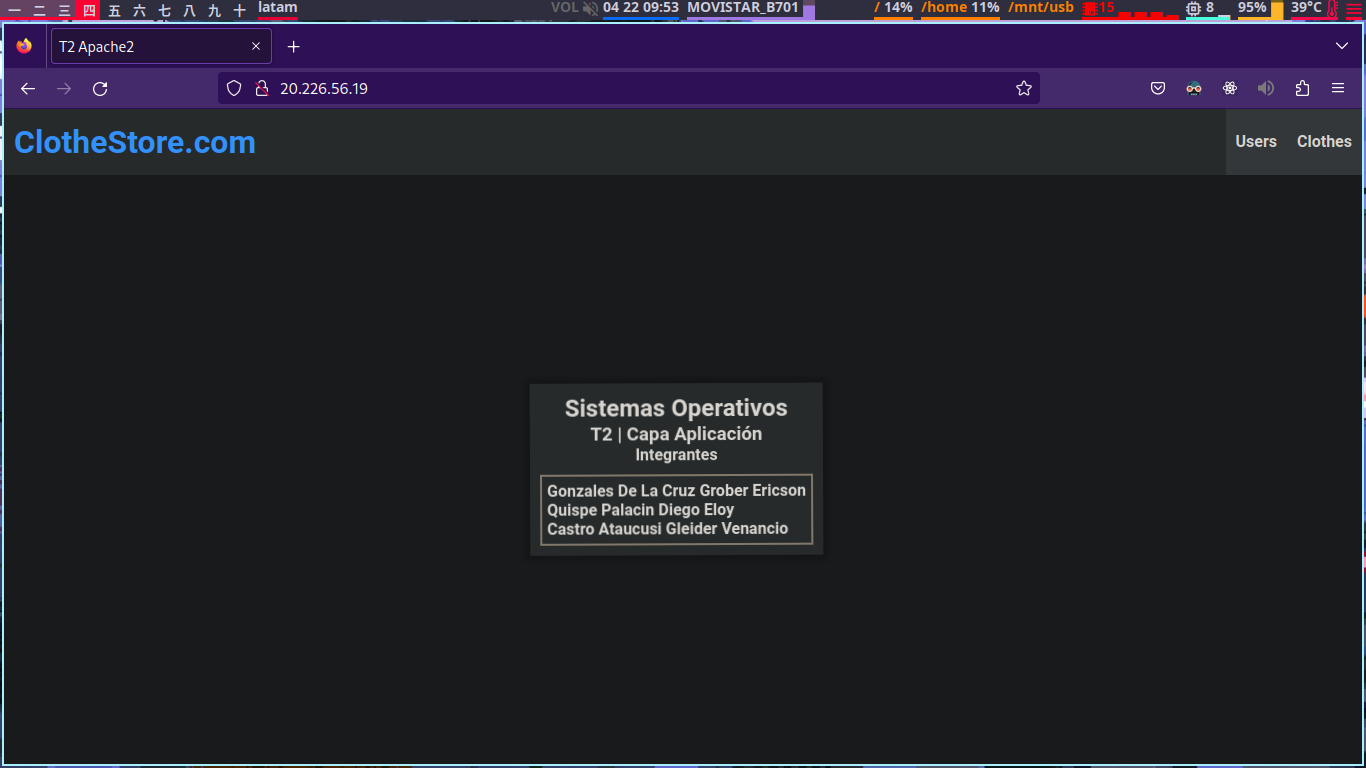 一 二 三 四 五 六 七 八 九 十 latam VOL 04 22 09:53 MOVISTAR_B701 / 14% /home 11% /mnt/usb 15 8 95% 39°C
T2 Apache2
20.226.56.19
ClotheStore.com Users Clothes
Sistemas Operativos
T2 | Capa Aplicación
Integrantes
Gonzales De La Cruz Grober Ericson
Quispe Palacin Diego Eloy
Castro Ataucusi Gleider Venancio